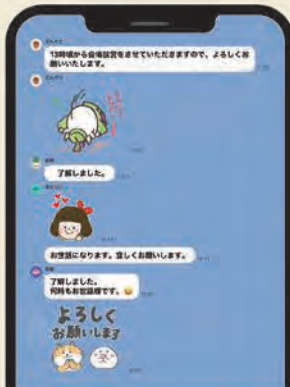 13時頃から会場設営をさせていただきますので、よろしくお
願いいたします。
了解しました。
お世話になります。宜しくお願いします。
了解しました。
何時もお世話様です。😀
よろしく
お願いします